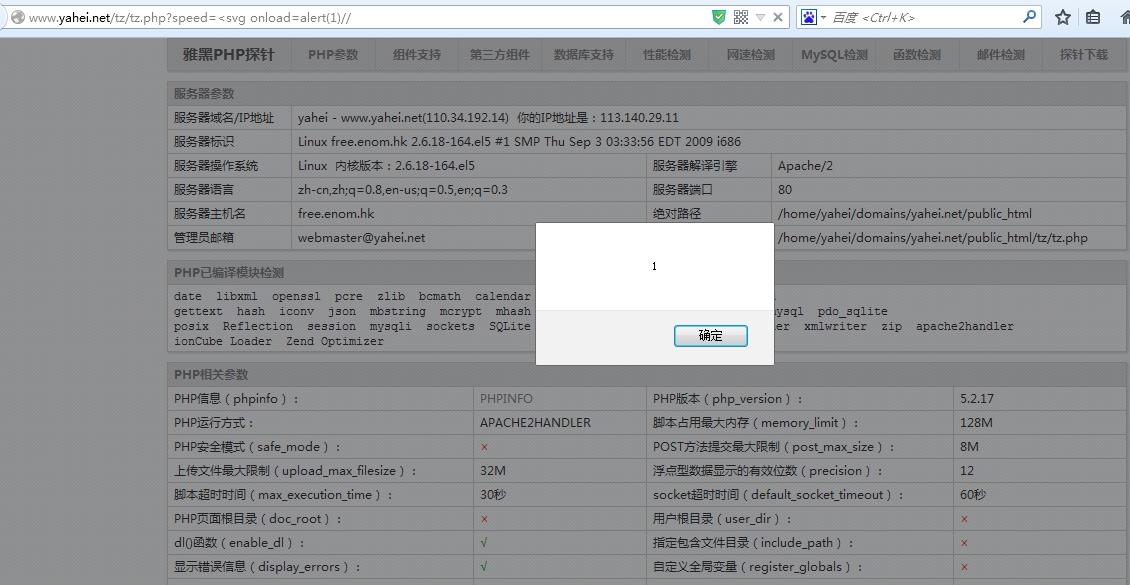 www.yahei.net/tz/tz.php?speed=<svg onload=alert(1)//
百度 <Ctrl+K>
雅黑PHP探针 PHP参数 组件支持 第三方组件 数据库支持 性能检测 网速检测 MySQL检测 函数检测 邮件检测 探针下载
服务器参数
服务器域名/IP地址 yahei - www.yahei.net(110.34.192.14) 你的IP地址是：113.140.29.11
服务器标识 Linux free.enom.hk 2.6.18-164.el5 #1 SMP Thu Sep 3 03:33:56 EDT 2009 i686
服务器操作系统 Linux 内核版本：2.6.18-164.el5 服务器解译引擎 Apache/2
服务器语言 zh-cn,zh;q=0.8,en-us;q=0.5,en;q=0.3 服务器端口 80
服务器主机名 free.enom.hk 绝对路径 /home/yahei/domains/yahei.net/public_html
管理员邮箱 webmaster@yahei.net /home/yahei/domains/yahei.net/public_html/tz/tz.php
1
确定
PHP已编译模块检测
date libxml openssl pcre zlib bcmath calendar
gettext hash iconv json mbstring mcrypt mhash pdo_sqlite
posix Reflection session mysqli sockets SQLite xmlwriter zip apache2handler
ionCube Loader Zend Optimizer
PHP相关参数
PHP信息（phpinfo）： PHPINFO PHP版本（php_version）： 5.2.17
PHP运行方式： APACHE2HANDLER 脚本占用最大内存（memory_limit）： 128M
PHP安全模式（safe_mode）： × POST方法提交最大限制（post_max_size）： 8M
上传文件最大限制（upload_max_filesize）： 32M 浮点型数据显示的有效位数（precision）： 12
脚本超时时间（max_execution_time）： 30秒 socket超时时间（default_socket_timeout）： 60秒
PHP页面根目录（doc_root）： × 用户根目录（user_dir）： ×
dl()函数（enable_dl）： √ 指定包含文件目录（include_path）： ×
显示错误信息（display_errors）： √ 自定义全局变量（register_globals）： ×